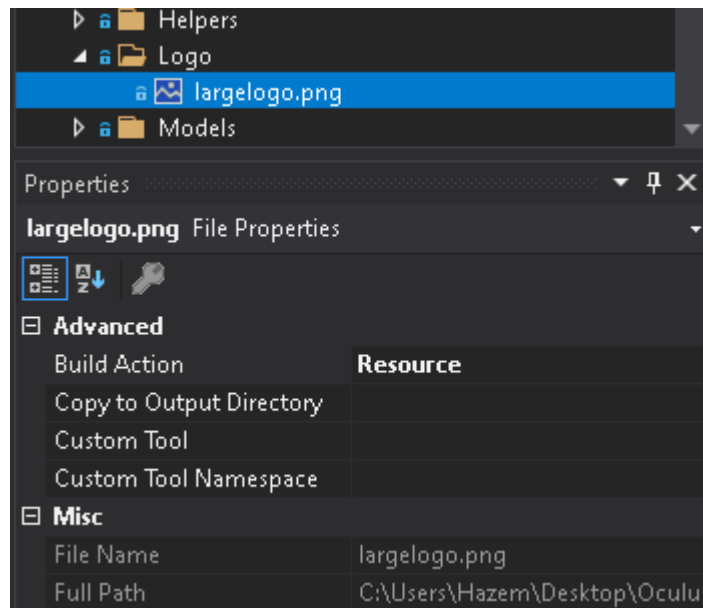 Helpers
Logo
largelogo.png
Models
Properties
largelogo.png File Properties
Advanced
Build Action Resource
Copy to Output Directory
Custom Tool
Custom Tool Namespace
Misc
File Name largelogo.png
Full Path C:\Users\Hazem\Desktop\Oculu